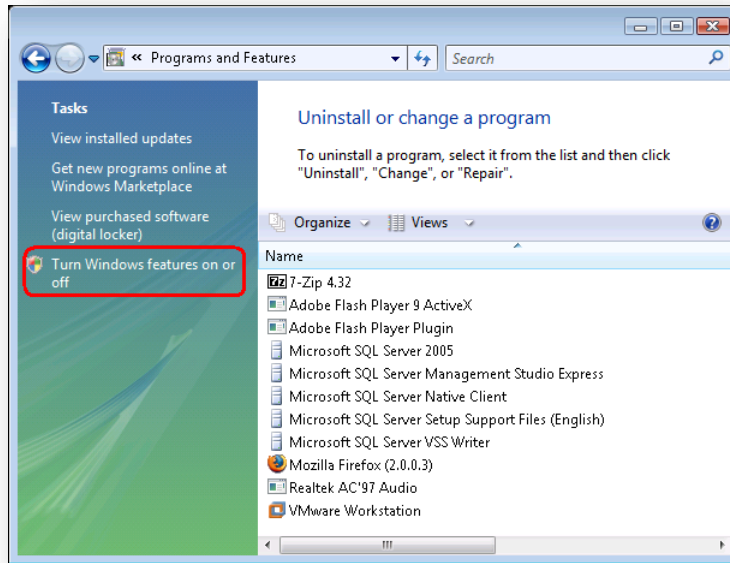 « Programs and Features
Search
Tasks
View installed updates
Get new programs online at
Windows Marketplace
View purchased software
(digital locker)
Turn Windows features on or
off
Uninstall or change a program
To uninstall a program, select it from the list and then click
"Uninstall", "Change", or "Repair".
Organize
Views
Name
7-Zip 4.32
Adobe Flash Player 9 ActiveX
Adobe Flash Player Plugin
Microsoft SQL Server 2005
Microsoft SQL Server Management Studio Express
Microsoft SQL Server Native Client
Microsoft SQL Server Setup Support Files (English)
Microsoft SQL Server VSS Writer
Mozilla Firefox (2.0.0.3)
Realtek AC'97 Audio
VMware Workstation